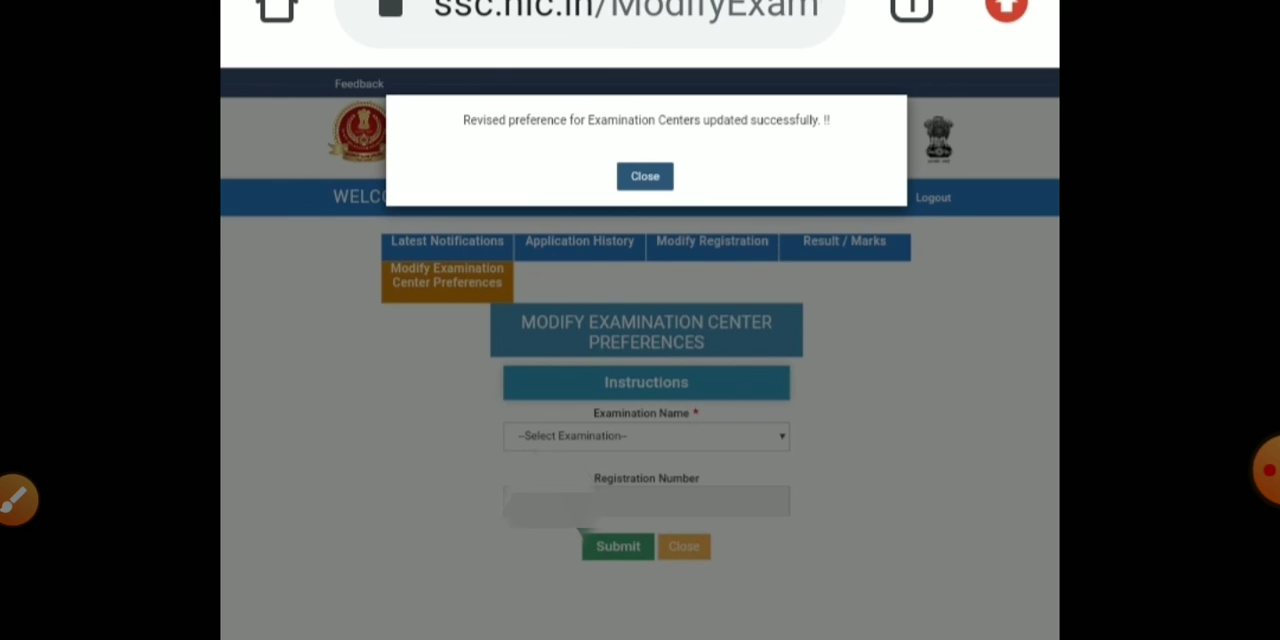 ssc.nic.in/ModifyExam
Feedback
Revised preference for Examination Centers updated successfully. !!
Close
WELCO
Logout
Latest Notifications
Application History
Modify Registration
Result / Marks
Modify Examination
Center Preferences
MODIFY EXAMINATION CENTER
PREFERENCES
Instructions
Examination Name *
--Select Examination--
Registration Number
Submit
Close